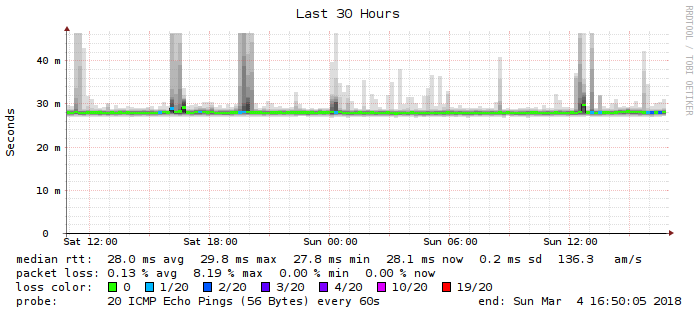 Last 30 Hours
RRDTOOL / TOBI OETIKER
Seconds
40 m
30 m
20 m
10 m
0
Sat 12:00 Sat 18:00 Sun 00:00 Sun 06:00 Sun 12:00
median rtt: 28.0 ms avg 29.8 ms max 27.8 ms min 28.1 ms now 0.2 ms sd 136.3 am/s
packet loss: 0.13 % avg 8.19 % max 0.00 % min 0.00 % now
loss color: 0 1/20 2/20 3/20 4/20 10/20 19/20
probe: 20 ICMP Echo Pings (56 Bytes) every 60s end: Sun Mar 4 16:50:05 2018